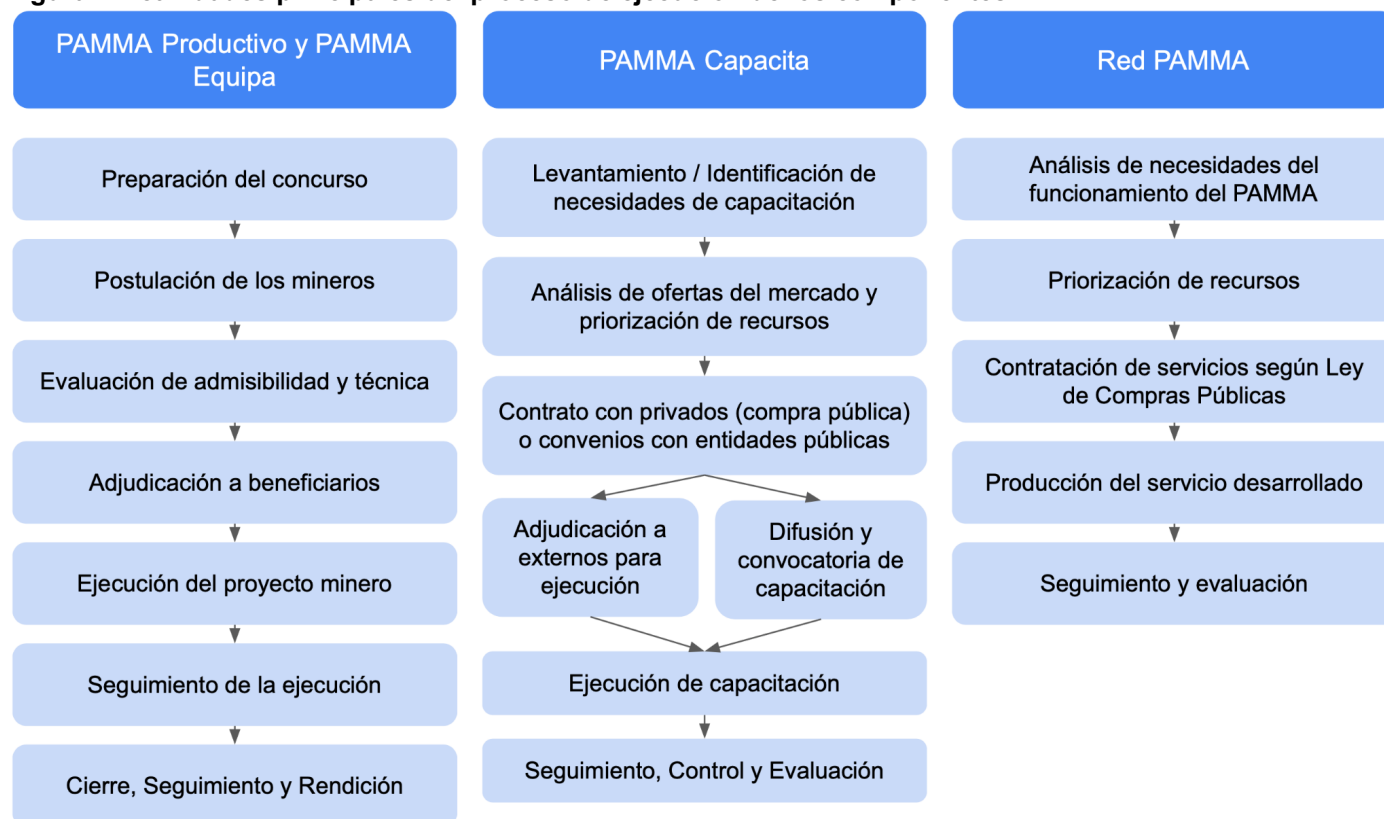 PAMMA Productivo y PAMMA
Equipa
Preparación del concurso
Postulación de los mineros
Evaluación de admisibilidad y técnica
Adjudicación a beneficiarios
Ejecución del proyecto minero
Seguimiento de la ejecución
Cierre, Seguimiento y Rendición
PAMMA Capacita
Levantamiento / Identificación de
necesidades de capacitación
Análisis de ofertas del mercado y
priorización de recursos
Contrato con privados (compra pública)
o convenios con entidades públicas
Adjudicación a
externos para
ejecución
Difusión y
convocatoria de
capacitación
Ejecución de capacitación
Seguimiento, Control y Evaluación
Red PAMMA
Análisis de necesidades del
funcionamiento del PAMMA
Priorización de recursos
Contratación de servicios según Ley
de Compras Públicas
Producción del servicio desarrollado
Seguimiento y evaluación